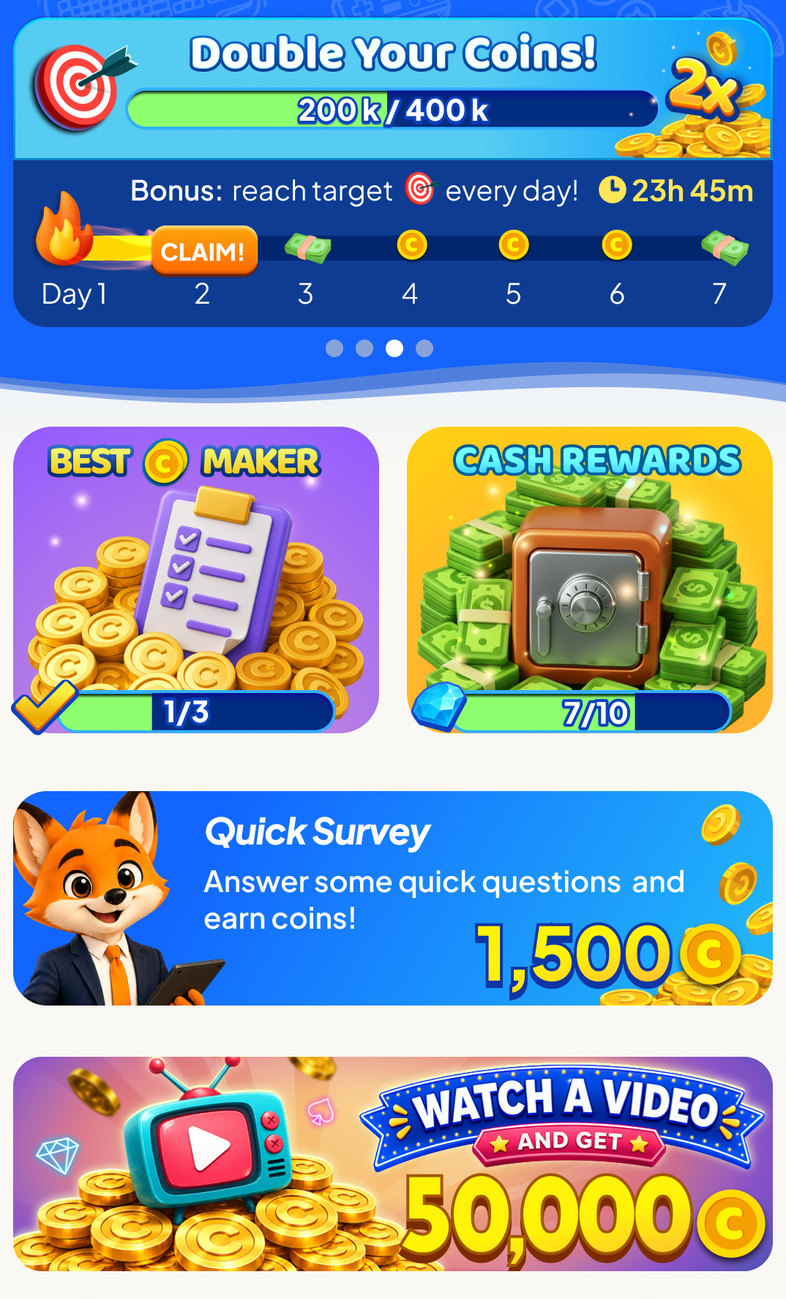 Double Your Coins!
200 k / 400 k
2x
Bonus: reach target every day! 23h 45m
CLAIM!
Day 1 2 3 4 5 6 7
BEST C MAKER
1/3
CASH REWARDS
7/10
Quick Survey
Answer some quick questions and
earn coins!
1,500 C
WATCH A VIDEO
AND GET
50,000 C